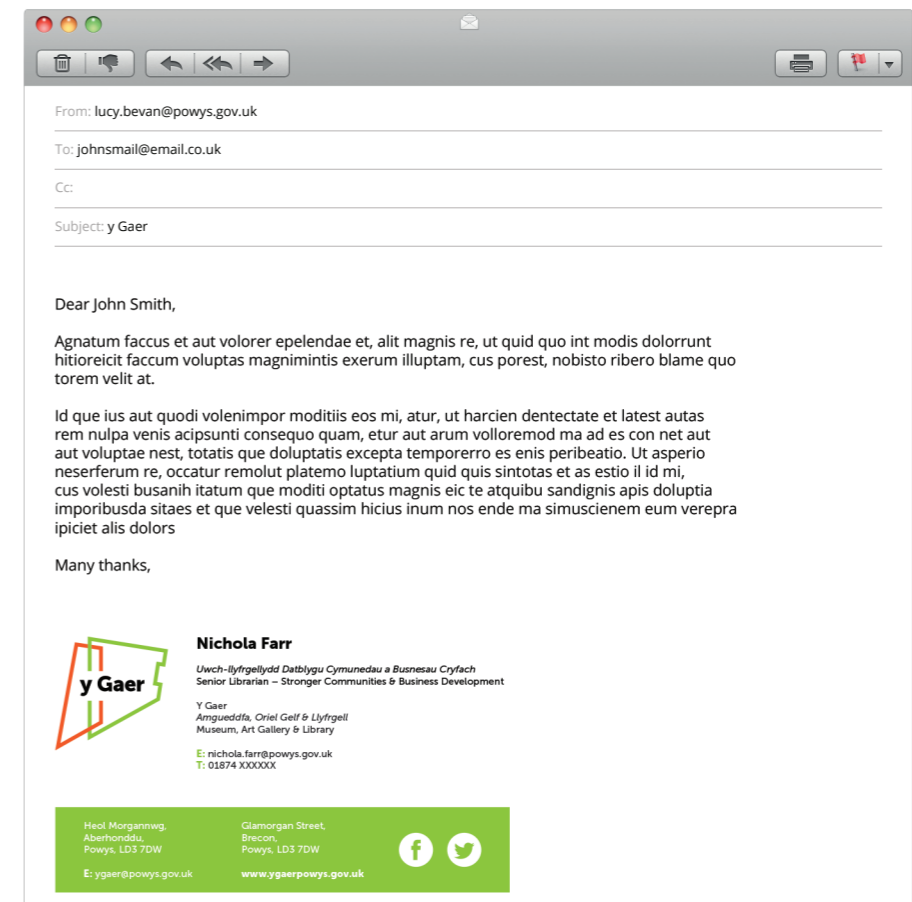 From: lucy.bevan@powys.gov.uk
To: johnsmail@email.co.uk
Cc:
Subject: y Gaer
Dear John Smith,
Agnatum faccus et aut volorer epelendae et, alit magnis re, ut quid quo int modis dolorrunt
hitioreicit faccum voluptas magnimintis exerum illuptam, cus porest, nobisto ribero blame quo
torem velit at.
Id que ius aut quodi volenimpor moditiis eos mi, atur, ut harcien dentectate et latest autas
rem nulpa venis acipsunti consequo quam, etur aut arum volloremod ma ad es con net aut
aut voluptae nest, totatis que doluptatis excepta temporerro es enis peribeatio. Ut asperio
neserferum re, occatur remolut platemo luptatium quid quis sintotas et as estio il id mi,
cus volesti busanih itatum que moditi optatus magnis eic te atquibu sandignis apis doluptia
imporibusda sitaes et que velesti quassim hicius inum nos ende ma simuscienem eum verepra
ipiciet alis dolors
Many thanks,
y Gaer
Nichola Farr
Uwch-llyfrgellydd Datblygu Cymunedau a Busnesau Cryfach
Senior Librarian – Stronger Communities & Business Development
Y Gaer
Amgueddfa, Oriel Gelf & Llyfrgell
Museum, Art Gallery & Library
E: nichola.farr@powys.gov.uk
T: 01874 XXXXXX
Heol Morgannwg,
Aberhonddu,
Powys, LD3 7DW
E: ygaer@powys.gov.uk
Glamorgan Street,
Brecon,
Powys, LD3 7DW
www.ygaerpowys.gov.uk